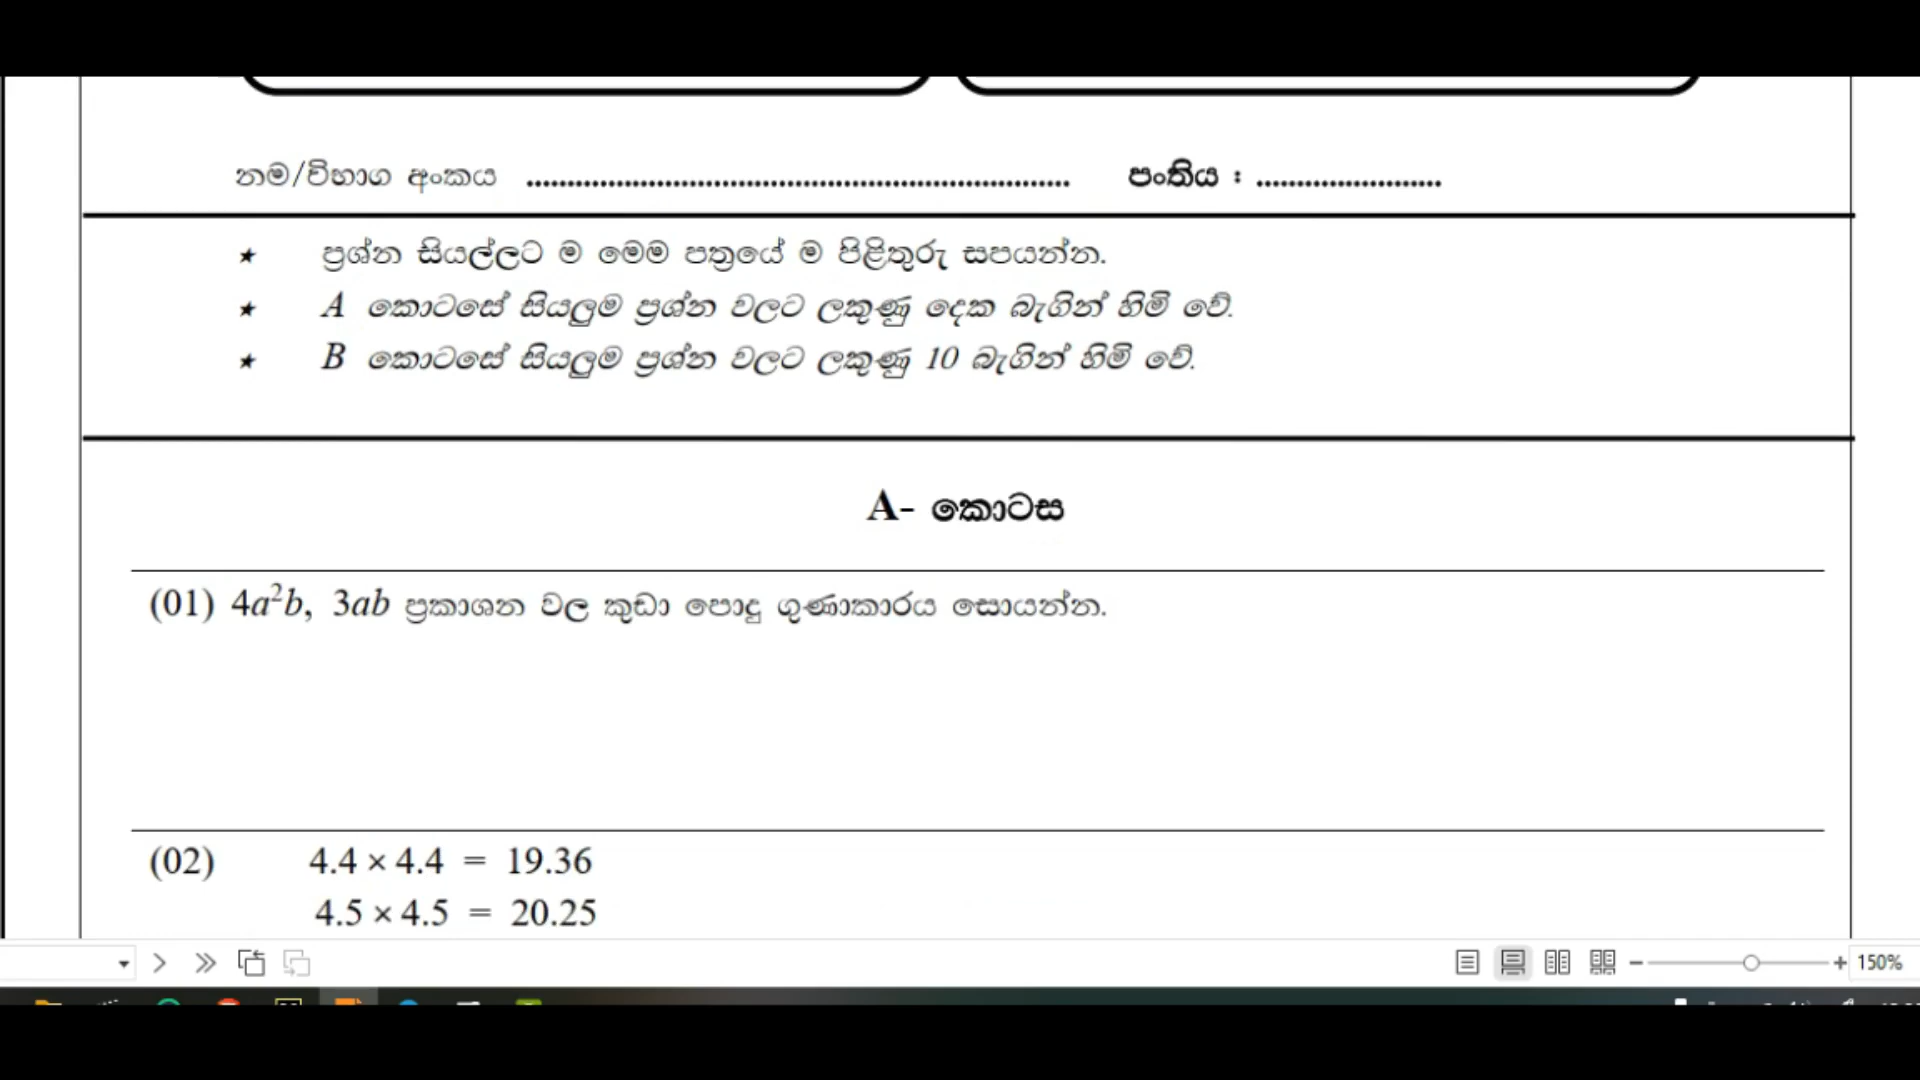 නම/විභාග අංකය .................................................................... පංතිය : .......................
★ ප්‍රශ්න සියල්ලට ම මෙම පත්‍රයේ ම පිළිතුරු සපයන්න.
★ A කොටසේ සියලුම ප්‍රශ්න වලට ලකුණු දෙක බැගින් හිමි වේ.
★ B කොටසේ සියලුම ප්‍රශ්න වලට ලකුණු 10 බැගින් හිමි වේ.
A- කොටස
(01) 4a²b, 3ab ප්‍රකාශන වල කුඩා පොදු ගුණාකාරය සොයන්න.
(02) 4.4 × 4.4 = 19.36
4.5 × 4.5 = 20.25
150%